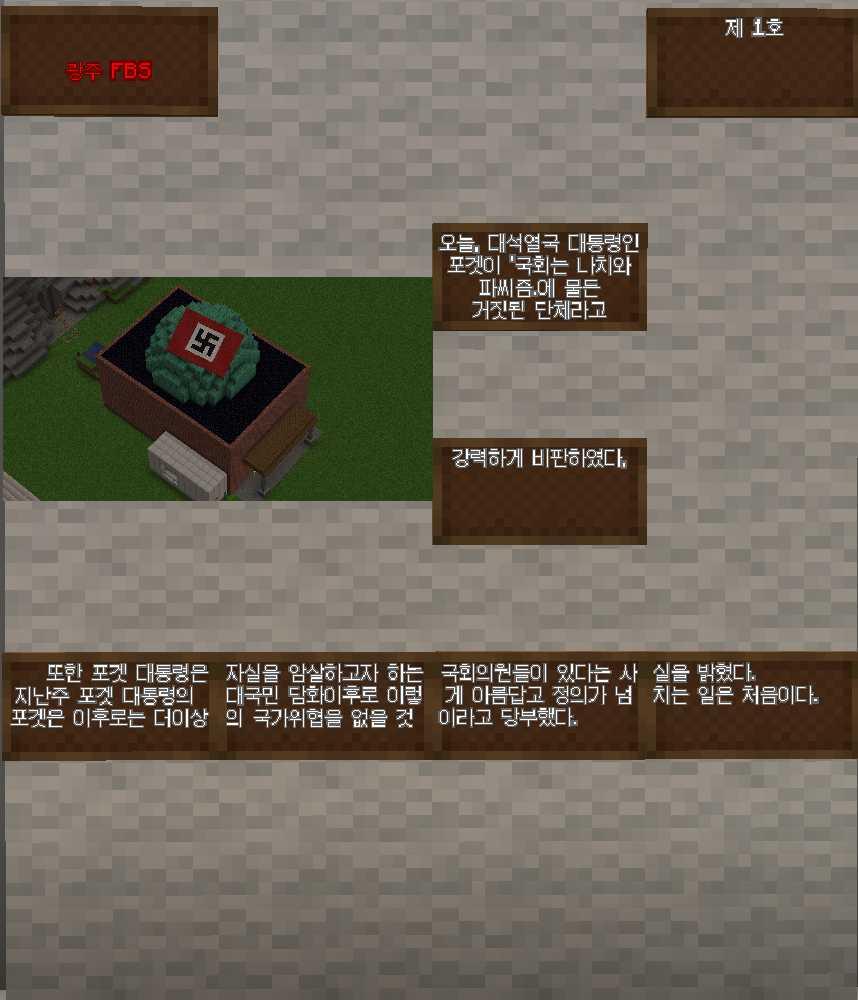 광주 FBS
제 1호
오늘, 대석열국 대통령인
포겟이 '국회는 나치와
파씨즘.에 물든
거짓된 단체라고
강력하게 비판하였다.
또한 포겟 대통령은 자실을 암살하고자 하는 국회의원들이 있다는 사실을 밝혔다.
지난주 포겟 대통령의 대국민 담화이후로 이렇게 아름답고 정의가 넘치는 일은 처음이다.
포겟은 이후로는 더이상의 국가위협을 없을 것이라고 당부했다.